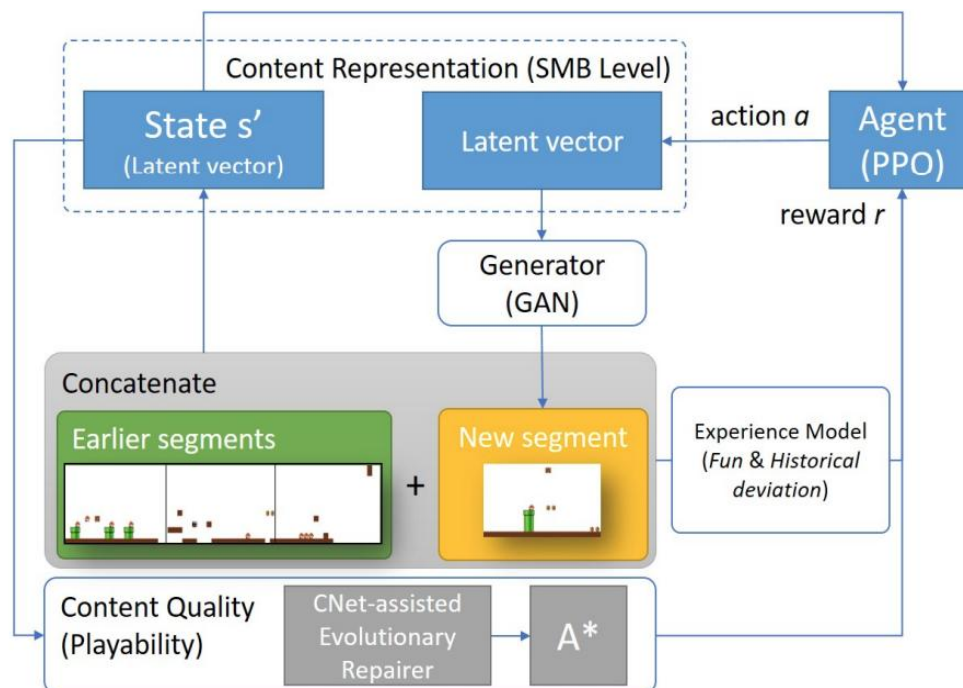 Content Representation (SMB Level)
State s’
(Latent vector)
Latent vector
action a
Agent
(PPO)
reward r
Generator
(GAN)
Concatenate
Earlier segments
+
New segment
Experience Model
(Fun & Historical
deviation)
Content Quality
(Playability)
CNet-assisted
Evolutionary
Repairer
A*